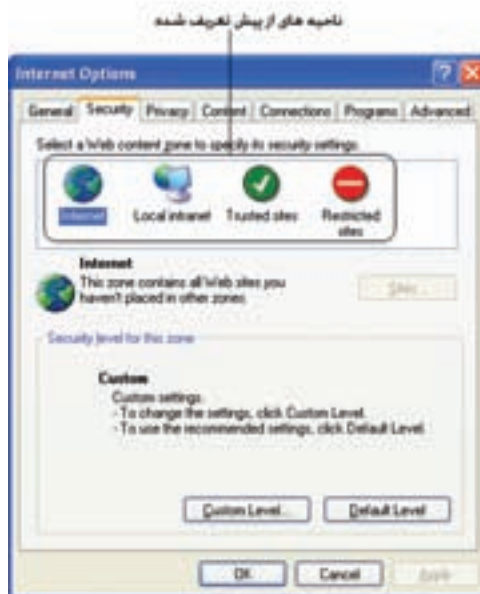 ناحیه های از پیش تعریف شده
Internet Options
General Security Privacy Content Connections Programs Advanced
Select a Web content zone to specify its security settings.
Internet Local intranet Trusted sites Restricted sites
Internet
This zone contains all Web sites you
haven't placed in other zones
Sites...
Security level for this zone
Custom
Custom settings.
- To change the settings, click Custom Level.
- To use the recommended settings, click Default Level.
Custom Level... Default Level
OK Cancel Apply